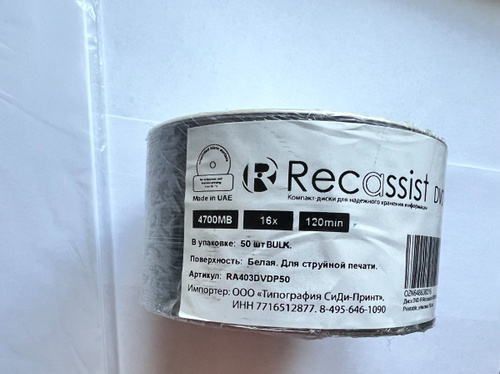 Recassist
Компакт-диски для надежного хранения информации
Made in UAE
4700MB 16x 120min
В упаковке: 50 шт BULK.
Поверхность: Белая. Для струйной печати.
Артикул: RA403DVDP50
Импортер: ООО «Типография СиДи-Принт».
ИНН 7716512877. 8-495-646-1090